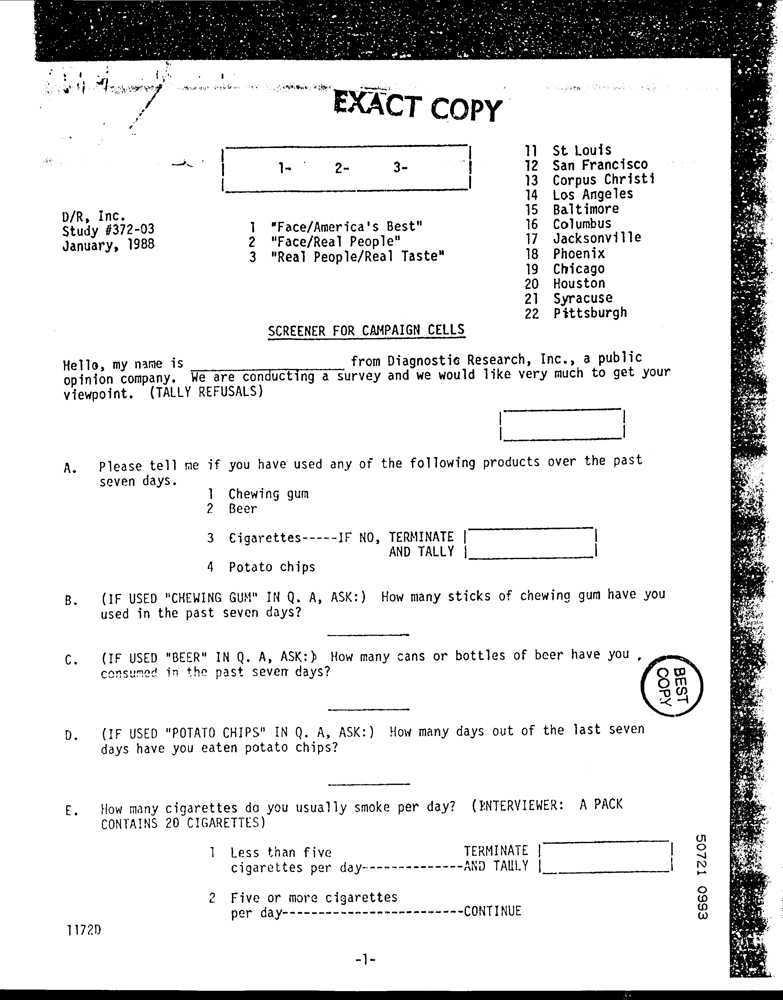 EXACT COPY
1- 2- 3-
11 St Louis
12 San Francisco
13 Corpus Christi
14 Los Angeles
15 Baltimore
16 Columbus
17 Jacksonville
18 Phoenix
19 Chicago
20 Houston
21 Syracuse
22 Pittsburgh
D/R, Inc.
Study #372-03
January, 1988
1 "Face/America's Best"
2 "Face/Real People"
3 "Real People/Real Taste"
SCREENER FOR CAMPAIGN CELLS
Hello, my name is ____________________ from Diagnostic Research, Inc., a public
opinion company. We are conducting a survey and we would like very much to get your
viewpoint. (TALLY REFUSALS)
A. Please tell me if you have used any of the following products over the past
seven days.
1 Chewing gum
2 Beer
3 Cigarettes-----IF NO, TERMINATE
AND TALLY
4 Potato chips
B. (IF USED "CHEWING GUM" IN Q. A, ASK:) How many sticks of chewing gum have you
used in the past seven days?
C. (IF USED "BEER" IN Q. A, ASK:) How many cans or bottles of beer have you
consumed in the past seven days?
BEST
COPY
D. (IF USED "POTATO CHIPS" IN Q. A, ASK:) How many days out of the last seven
days have you eaten potato chips?
E. How many cigarettes do you usually smoke per day? (INTERVIEWER: A PACK
CONTAINS 20 CIGARETTES)
1 Less than five TERMINATE
cigarettes per day--------------AND TALLY
2 Five or more cigarettes
per day-------------------------CONTINUE
50721 0993
1172D
-1-